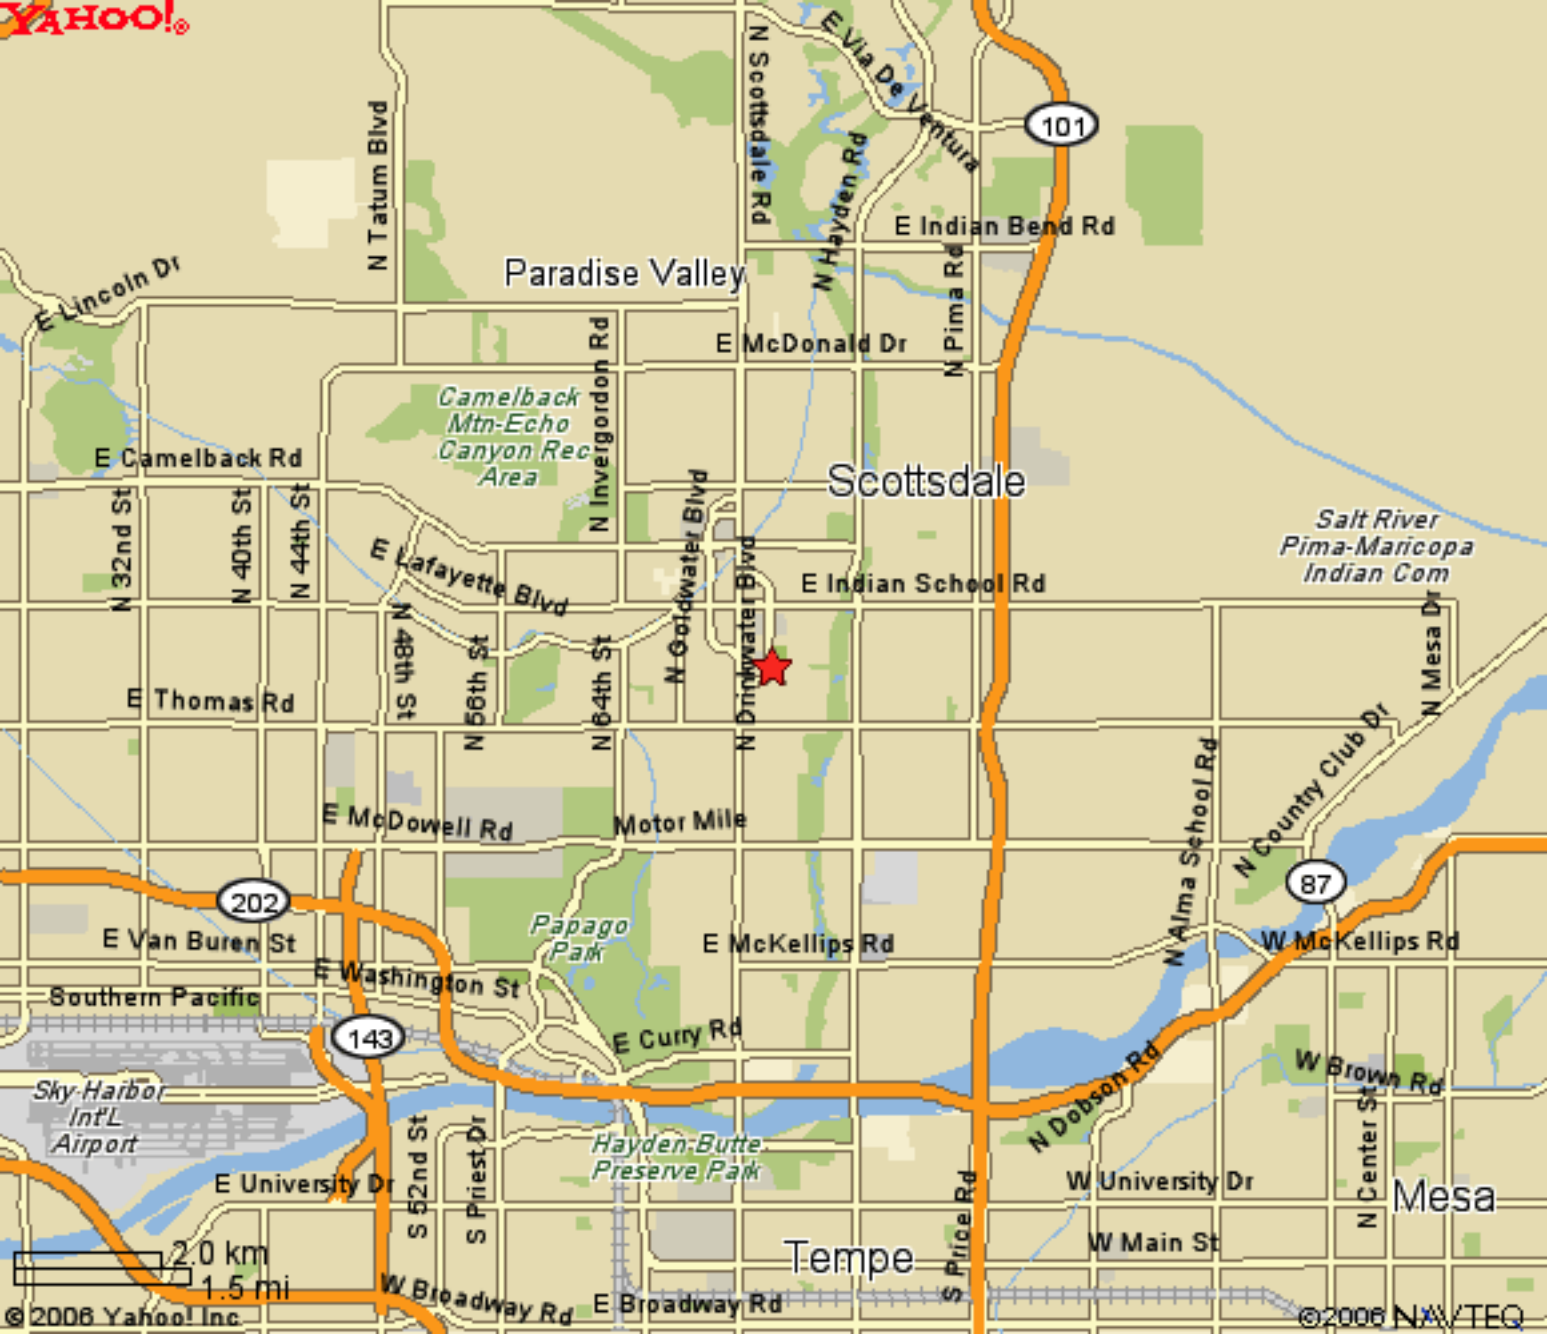 YAHOO!®
E Via De Ventura
N Scottsdale Rd
101
N Tatum Blvd
N Hayden Rd
E Indian Bend Rd
Paradise Valley
N Pima Rd
E Lincoln Dr
E McDonald Dr
N Invergordon Rd
Camelback
Mtn-Echo
Canyon Rec
Area
E Camelback Rd
Scottsdale
N Goldwater Blvd
N 32nd St
N 40th St
N 44th St
Salt River
Pima-Maricopa
Indian Com
E Lafayette Blvd
N Drinkwater Blvd
E Indian School Rd
N Mesa Dr
N 48th St
N 56th St
N 64th St
E Thomas Rd
N Country Club Dr
N Alma School Rd
E McDowell Rd
Motor Mile
87
202
Papago
Park
E Van Buren St
E McKellips Rd
W McKellips Rd
E Washington St
Southern Pacific
143
E Curry Rd
N Dobson Rd
W Brown Rd
Sky-Harbor
Int'L
Airport
S 52nd St
S Priest Dr
Hayden-Butte
Preserve Park
N Center St
E University Dr
S Price Rd
W University Dr
Mesa
2.0 km
1.5 mi
Tempe
W Main St
W Broadway Rd
E Broadway Rd
©2006 Yahoo! Inc
©2006 NAVTEQ